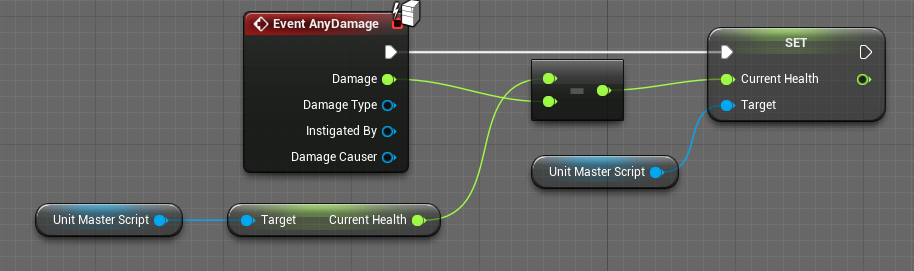 Event AnyDamage
SET
Damage
Current Health
Damage Type
Target
Instigated By
Damage Causer
Unit Master Script
Unit Master Script
Target Current Health